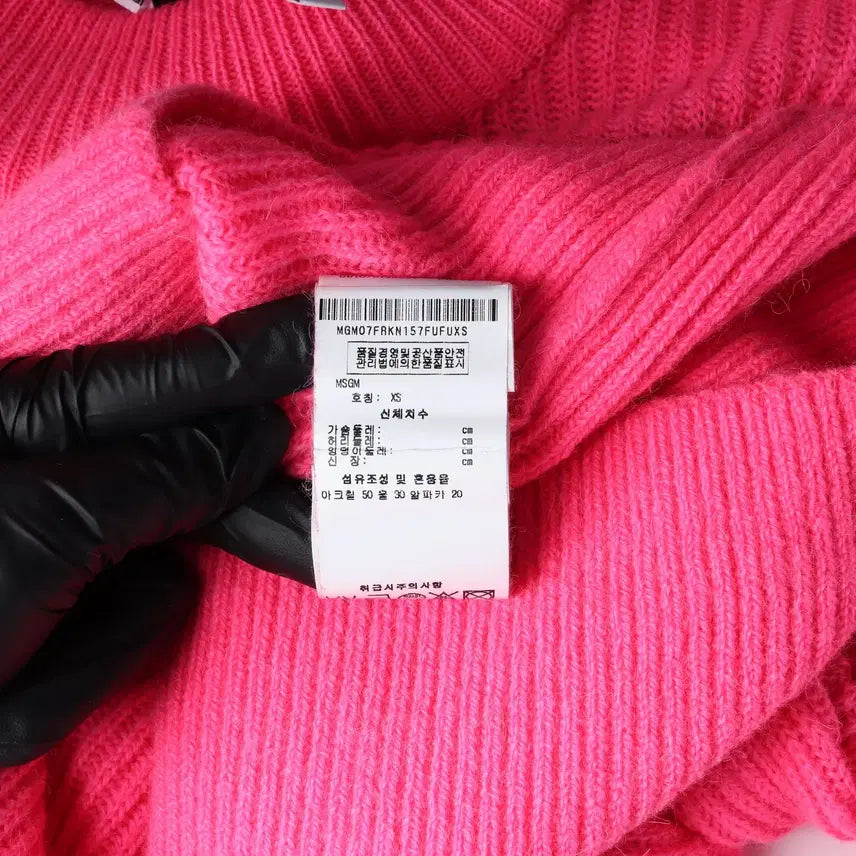 MGM07FRKN157FUFUXS
품질경영및공산품안전
관리법에의한품질표시
MSGM
호칭: XS
신체치수
가슴둘레: cm
허리둘레: cm
엉덩이둘레: cm
신 장: cm
섬유조성 및 혼용율
아크릴 50 울 30 알파카 20
취급시주의사항